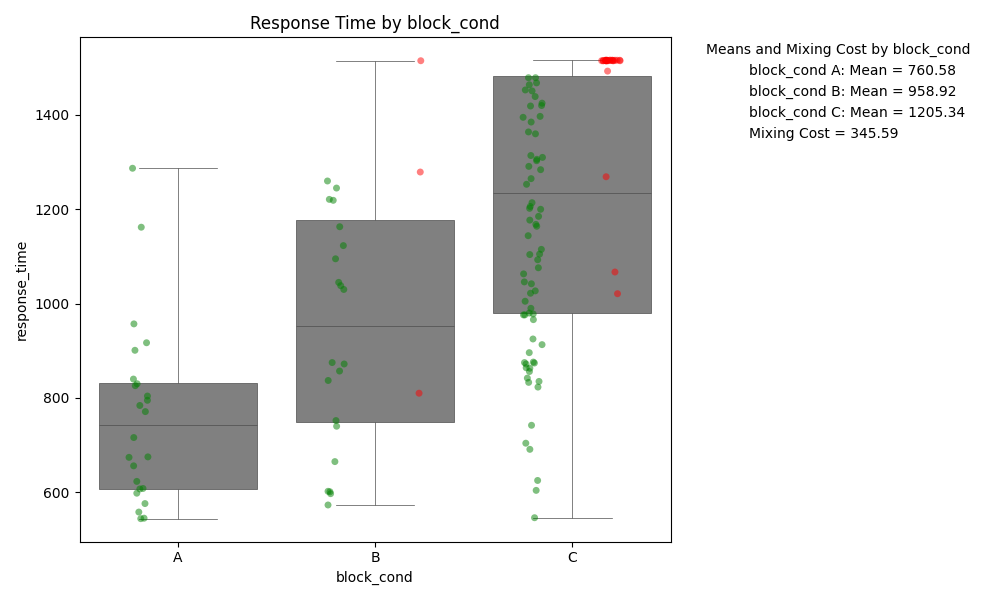 Response Time by block_cond
Means and Mixing Cost by block_cond
block_cond A: Mean = 760.58
block_cond B: Mean = 958.92
block_cond C: Mean = 1205.34
Mixing Cost = 345.59
response_time
1400
1200
1000
800
600
A
B
C
block_cond